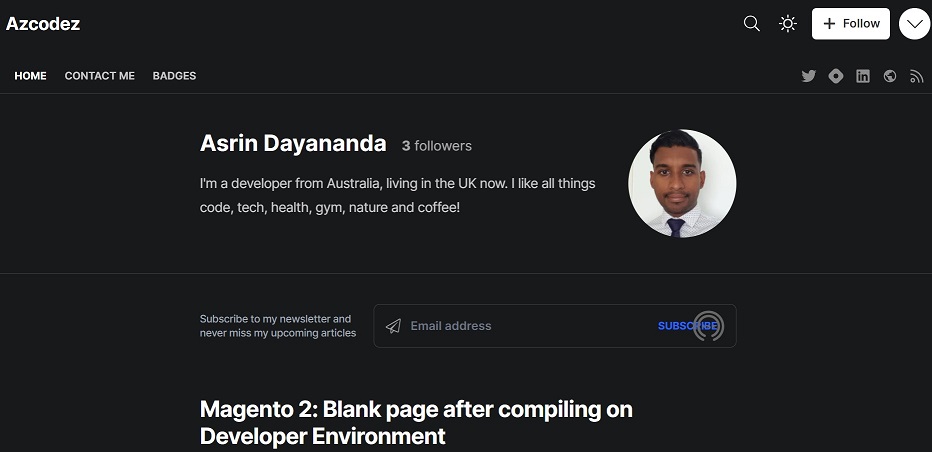 Azcodez
Follow
HOME CONTACT ME BADGES
Asrin Dayananda 3 followers
I'm a developer from Australia, living in the UK now. I like all things
code, tech, health, gym, nature and coffee!
Subscribe to my newsletter and
never miss my upcoming articles
Email address
SUBSCRIBE
Magento 2: Blank page after compiling on
Developer Environment